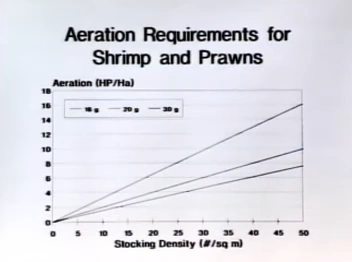 Aeration Requirements for
Shrimp and Prawns
Aeration (HP/Ha)
18
16
14
12
10
8
6
4
2
0
20 g 30 g
0 5 10 15 20 25 30 35 40 45 50
Stocking Density (#/sq m)